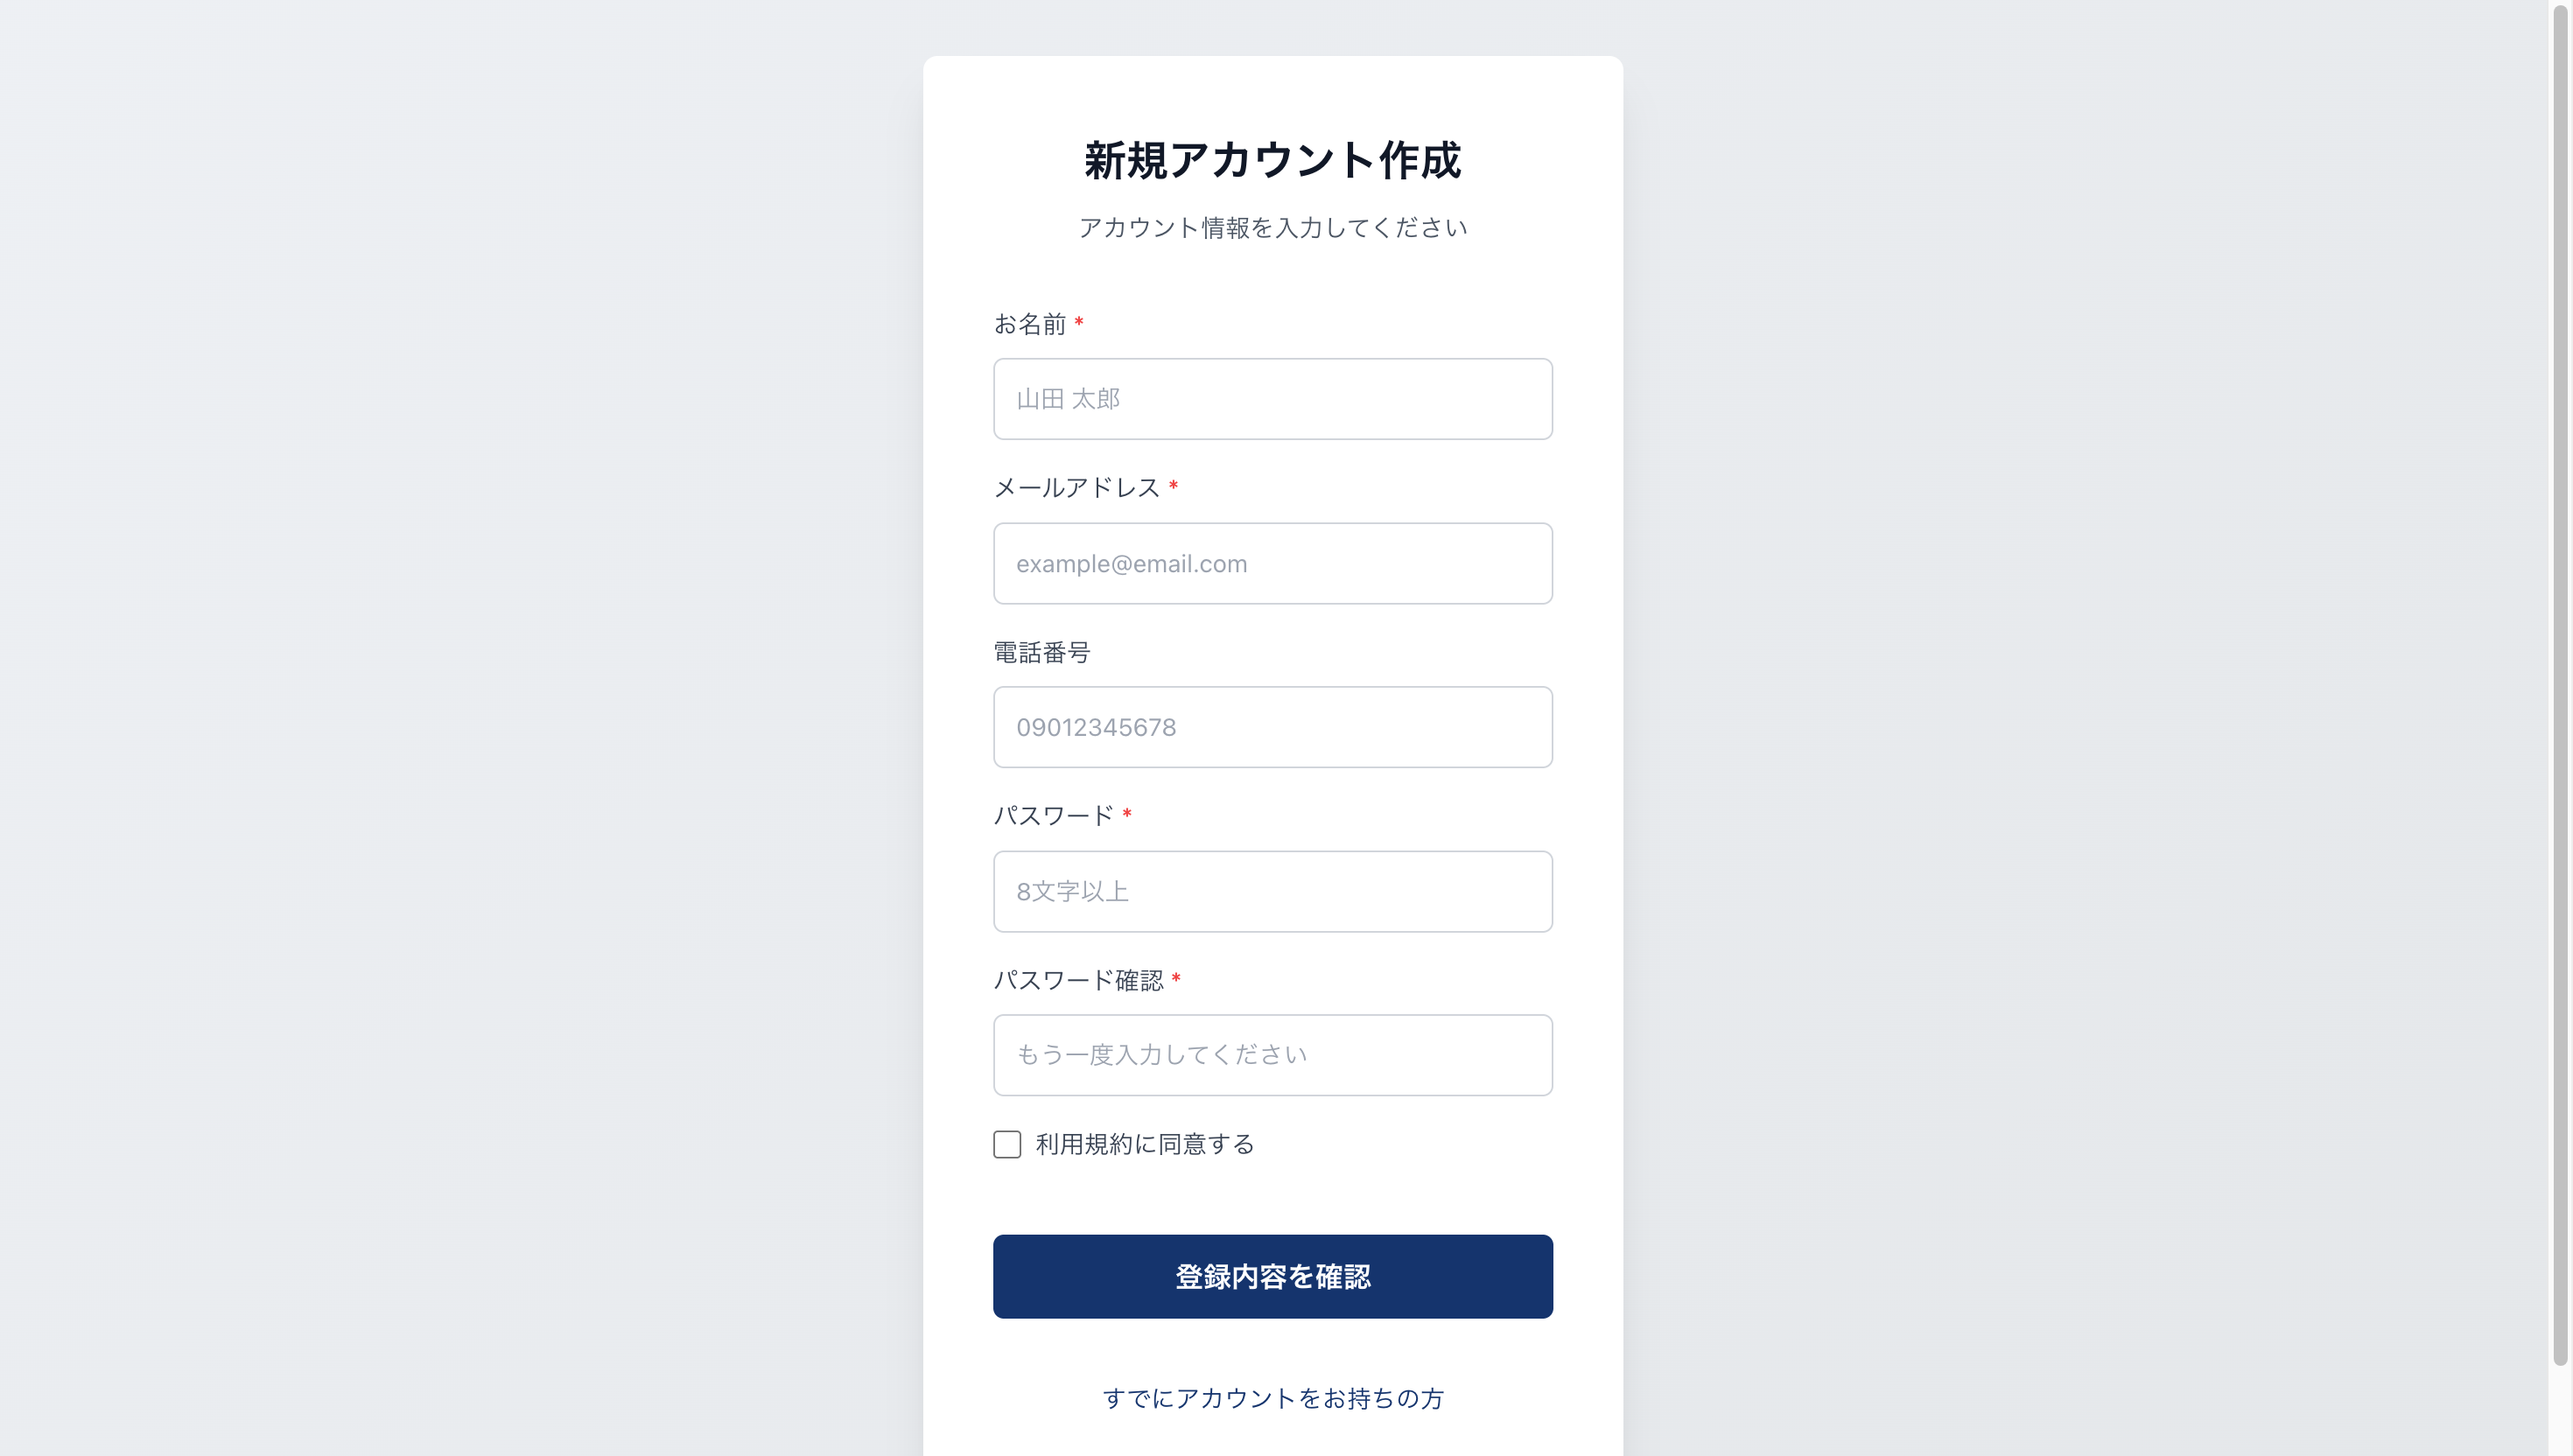 新規アカウント作成
アカウント情報を入力してください
お名前 *
山田 太郎
メールアドレス *
example@email.com
電話番号
09012345678
パスワード *
8文字以上
パスワード確認 *
もう一度入力してください
利用規約に同意する
登録内容を確認
すでにアカウントをお持ちの方